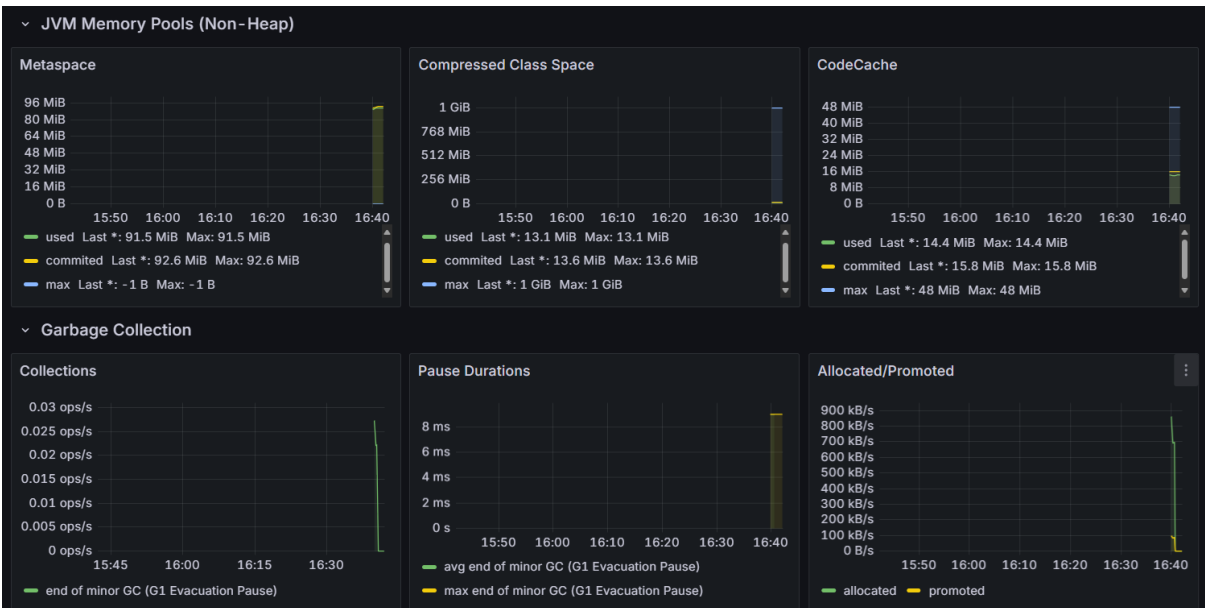 JVM Memory Pools (Non-Heap)
Metaspace
96 MiB
80 MiB
64 MiB
48 MiB
32 MiB
16 MiB
0 B
15:50 16:00 16:10 16:20 16:30 16:40
used Last *: 91.5 MiB Max: 91.5 MiB
commited Last *: 92.6 MiB Max: 92.6 MiB
max Last *: -1 B Max: -1 B
Compressed Class Space
1 GiB
768 MiB
512 MiB
256 MiB
0 B
15:50 16:00 16:10 16:20 16:30 16:40
used Last *: 13.1 MiB Max: 13.1 MiB
commited Last *: 13.6 MiB Max: 13.6 MiB
max Last *: 1 GiB Max: 1 GiB
CodeCache
48 MiB
40 MiB
32 MiB
24 MiB
16 MiB
8 MiB
0 B
15:50 16:00 16:10 16:20 16:30 16:40
used Last *: 14.4 MiB Max: 14.4 MiB
commited Last *: 15.8 MiB Max: 15.8 MiB
max Last *: 48 MiB Max: 48 MiB
Garbage Collection
Collections
0.03 ops/s
0.025 ops/s
0.02 ops/s
0.015 ops/s
0.01 ops/s
0.005 ops/s
0 ops/s
15:45 16:00 16:15 16:30
end of minor GC (G1 Evacuation Pause)
Pause Durations
8 ms
6 ms
4 ms
2 ms
0 s
15:50 16:00 16:10 16:20 16:30 16:40
avg end of minor GC (G1 Evacuation Pause)
max end of minor GC (G1 Evacuation Pause)
Allocated/Promoted
900 kB/s
800 kB/s
700 kB/s
600 kB/s
500 kB/s
400 kB/s
300 kB/s
200 kB/s
100 kB/s
0 B/s
15:50 16:00 16:10 16:20 16:30 16:40
allocated promoted